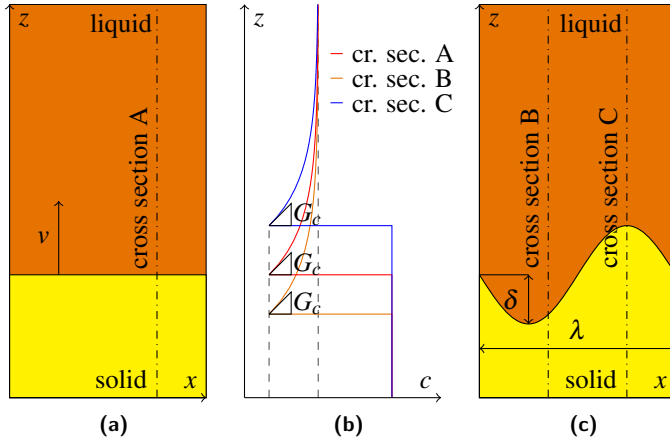 z
liquid
cross section A
v
solid
x
(a)
z
cr. sec. A
cr. sec. B
cr. sec. C
G_c
G_c
G_c
c
(b)
z
liquid
cross section B
cross section C
δ
λ
solid
x
(c)